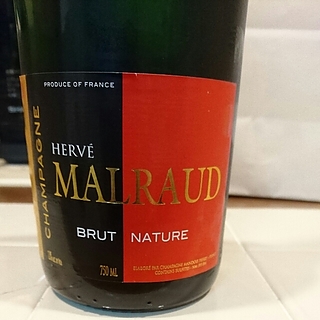 PRODUCE OF FRANCE
CHAMPAGNE
HERVÉ
MALRAUD
BRUT NATURE
750 ML